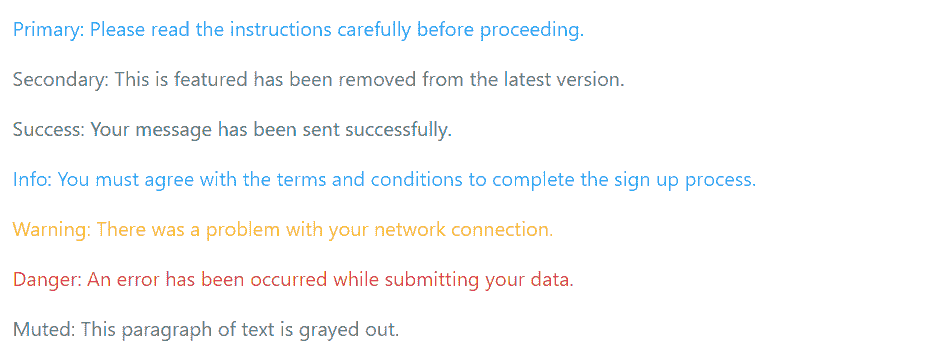 Primary: Please read the instructions carefully before proceeding.
Secondary: This is featured has been removed from the latest version.
Success: Your message has been sent successfully.
Info: You must agree with the terms and conditions to complete the sign up process.
Warning: There was a problem with your network connection.
Danger: An error has been occurred while submitting your data.
Muted: This paragraph of text is grayed out.